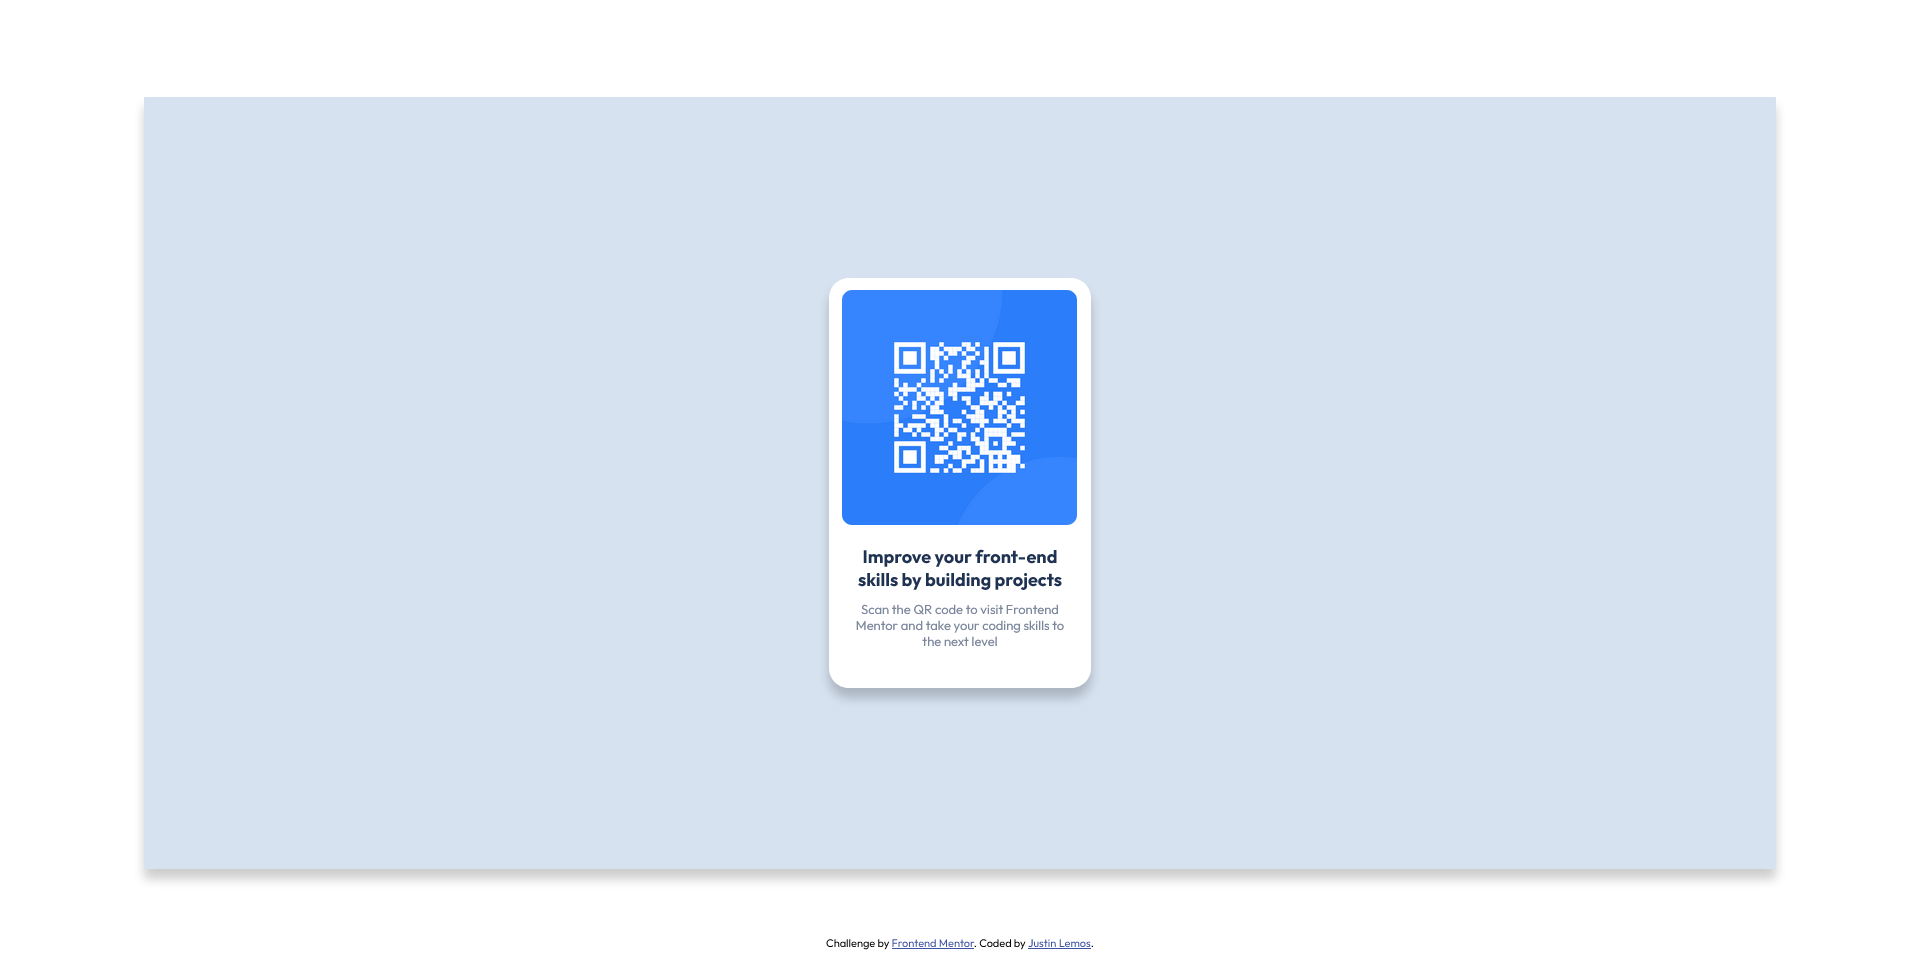 Improve your front-end
skills by building projects
Scan the QR code to visit Frontend
Mentor and take your coding skills to
the next level
Challenge by Frontend Mentor. Coded by Justin Lemos.